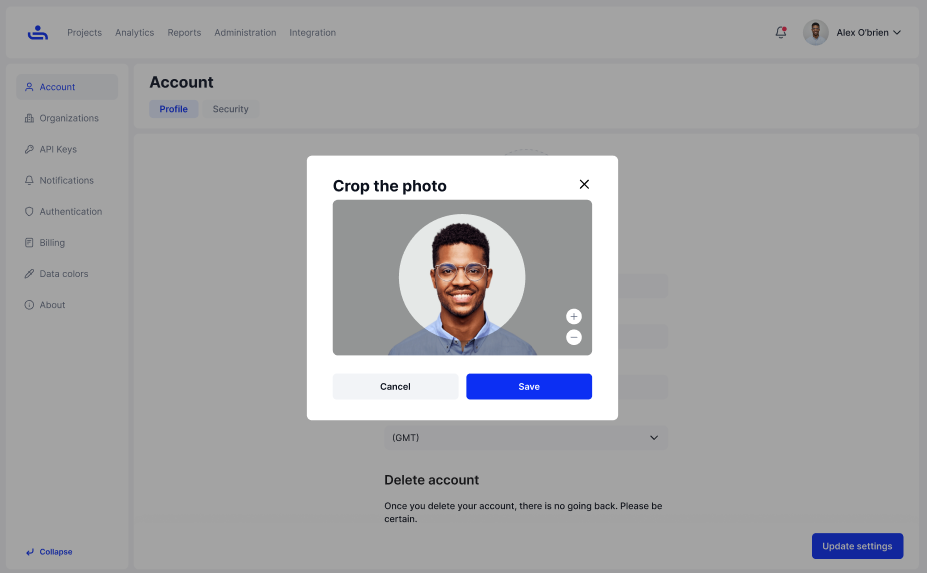 Projects Analytics Reports Administration Integration
Alex O'brien
Account
Organizations
API Keys
Notifications
Authentication
Billing
Data colors
About
Collapse
Account
Profile Security
Crop the photo
Cancel Save
(GMT)
Delete account
Once you delete your account, there is no going back. Please be
certain.
Update settings